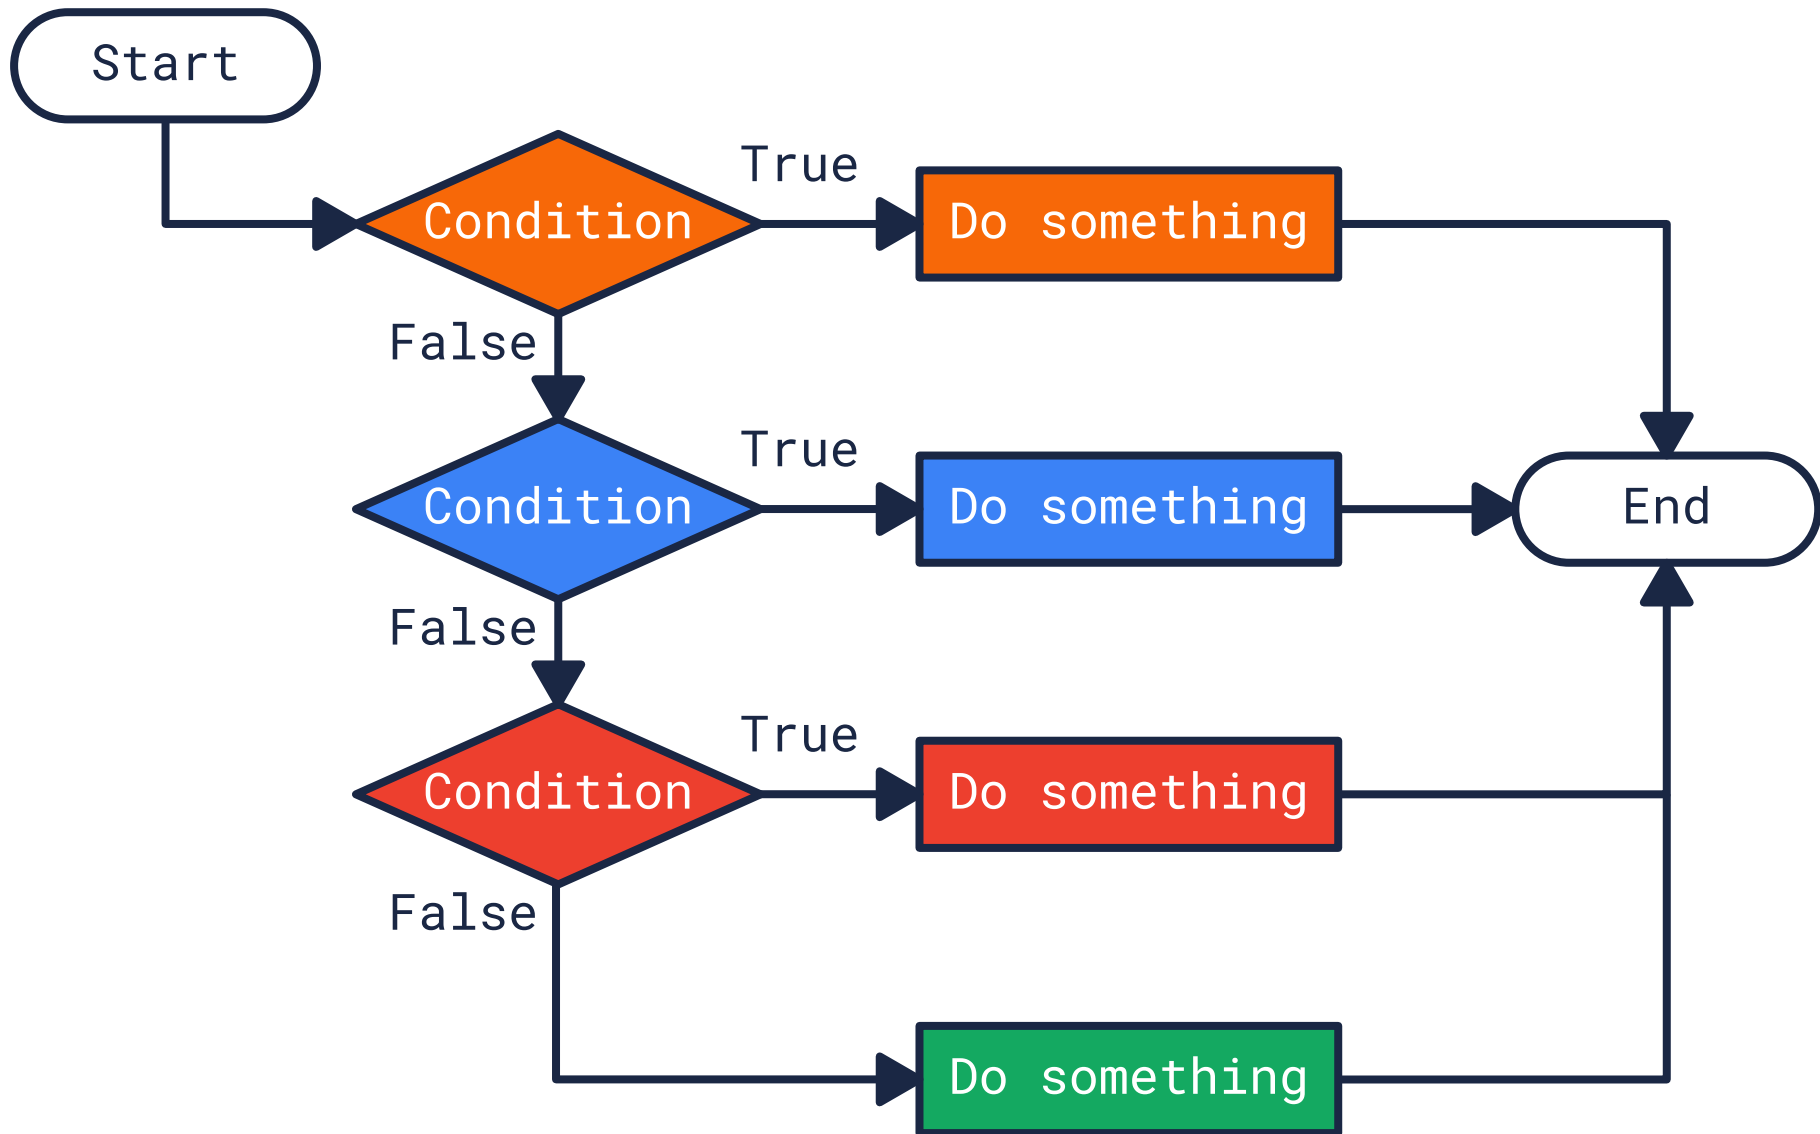 Start
True
Condition
Do something
False
True
Condition
Do something
End
False
True
Condition
Do something
False
Do something